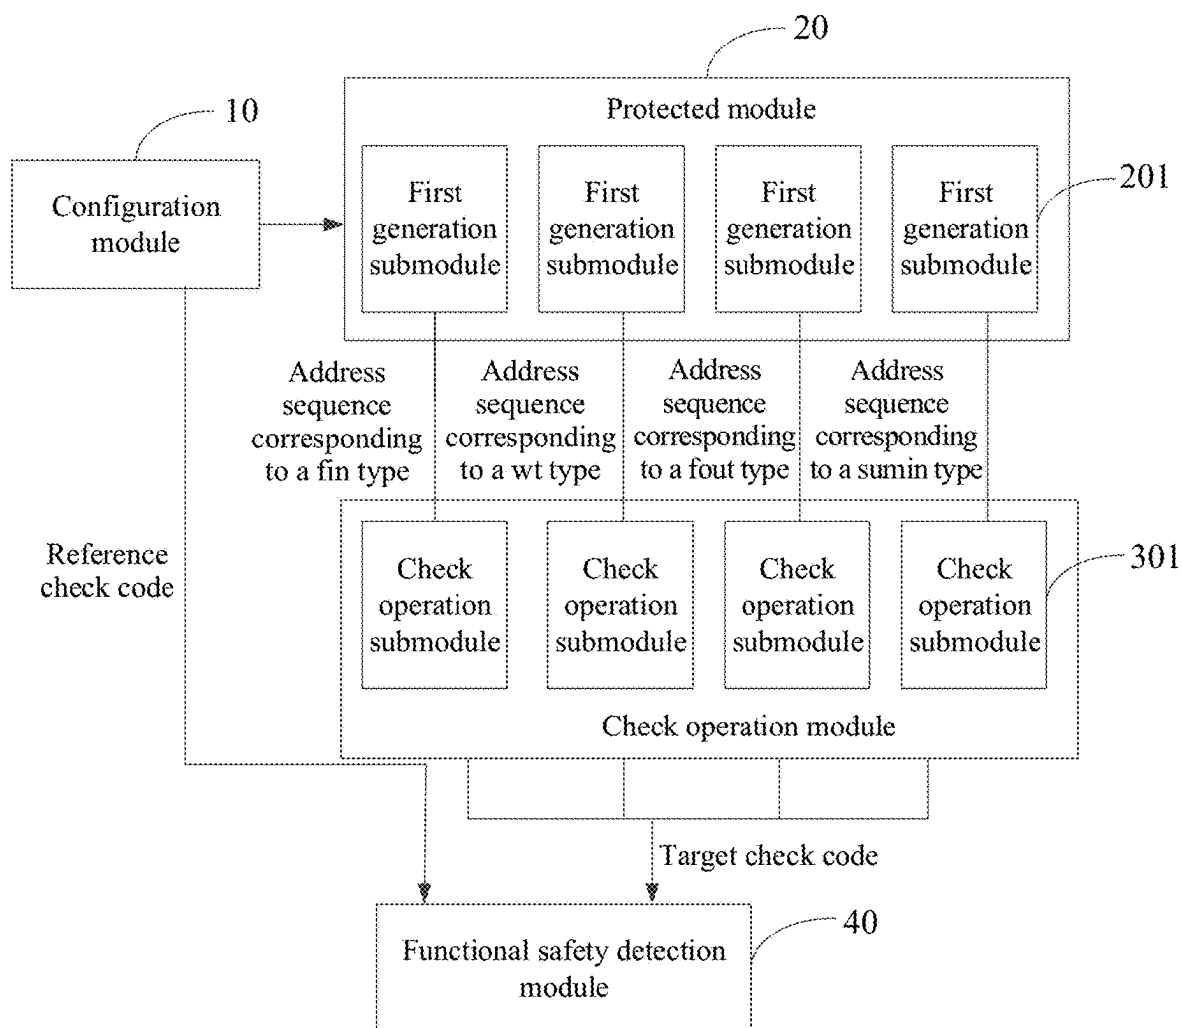 20
10
Protected module
Configuration
module
First
generation
submodule
First
generation
submodule
First
generation
submodule
First
generation
submodule
201
Address
sequence
corresponding
to a fin type
Address
sequence
corresponding
to a wt type
Address
sequence
corresponding
to a fout type
Address
sequence
corresponding
to a sumin type
Reference
check code
Check
operation
submodule
Check
operation
submodule
Check
operation
submodule
Check
operation
submodule
301
Check operation module
Target check code
40
Functional safety detection
module